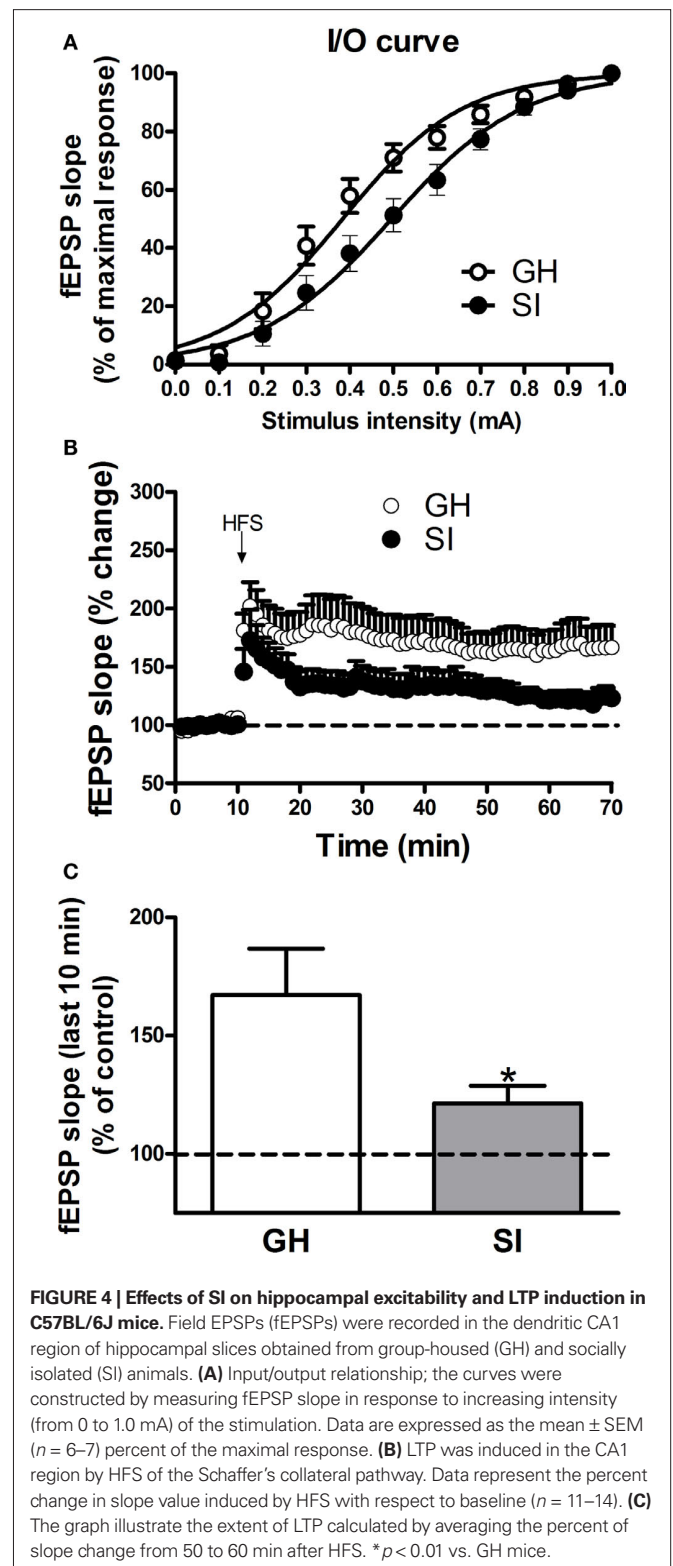 A
I/O curve
fEPSP slope
(% of maximal response)
100
80
60
40
20
0
GH
SI
0.0 0.1 0.2 0.3 0.4 0.5 0.6 0.7 0.8 0.9 1.0
Stimulus intensity (mA)
B
fEPSP slope (% change)
300
250
200
150
100
50
HFS
GH
SI
0 10 20 30 40 50 60 70
Time (min)
C
fEPSP slope (last 10 min)
(% of control)
200
150
100
*
GH SI
FIGURE 4 | Effects of SI on hippocampal excitability and LTP induction in
C57BL/6J mice. Field EPSPs (fEPSPs) were recorded in the dendritic CA1
region of hippocampal slices obtained from group-housed (GH) and socially
isolated (SI) animals. (A) Input/output relationship; the curves were
constructed by measuring fEPSP slope in response to increasing intensity
(from 0 to 1.0 mA) of the stimulation. Data are expressed as the mean ± SEM
(n = 6–7) percent of the maximal response. (B) LTP was induced in the CA1
region by HFS of the Schaffer's collateral pathway. Data represent the percent
change in slope value induced by HFS with respect to baseline (n = 11–14). (C)
The graph illustrate the extent of LTP calculated by averaging the percent of
slope change from 50 to 60 min after HFS. *p < 0.01 vs. GH mice.